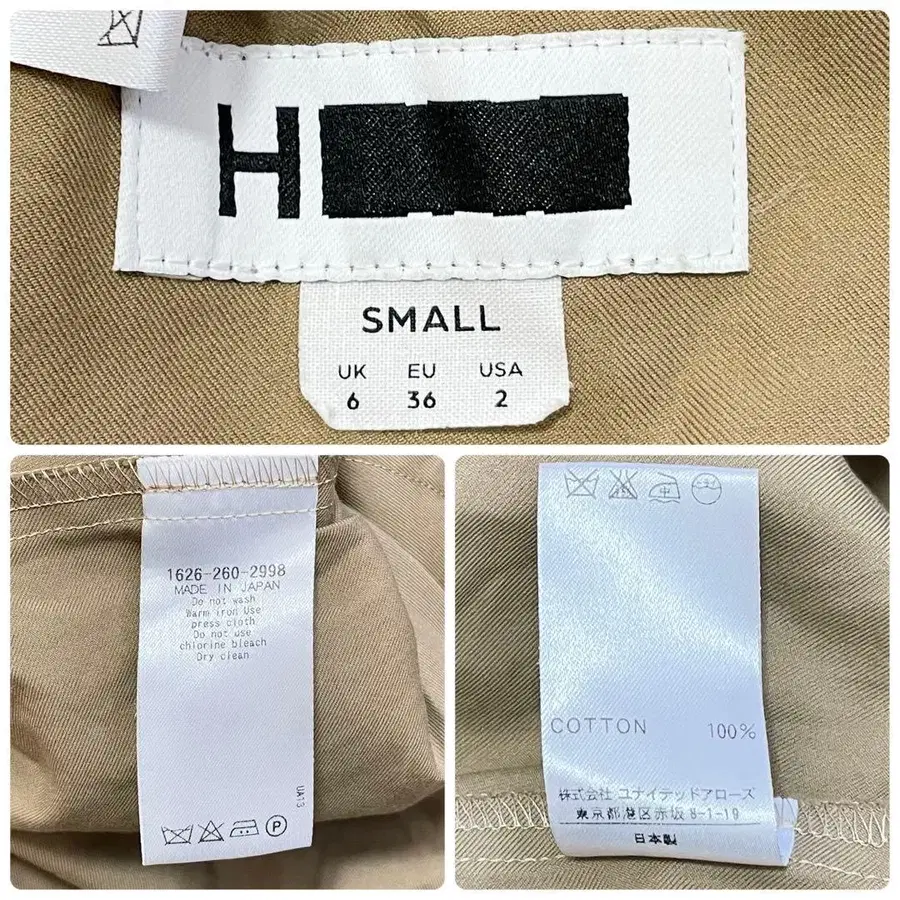 H
SMALL
UK EU USA
6 36 2
1626-260-2998
MADE IN JAPAN
Do not wash
Warm iron Use
press cloth
Do not use
chlorine bleach
Dry clean
UA13
P
中
COTTON 100%
株式会社 ユナイテッドアローズ
東京都港区赤坂8-1-19
日本製